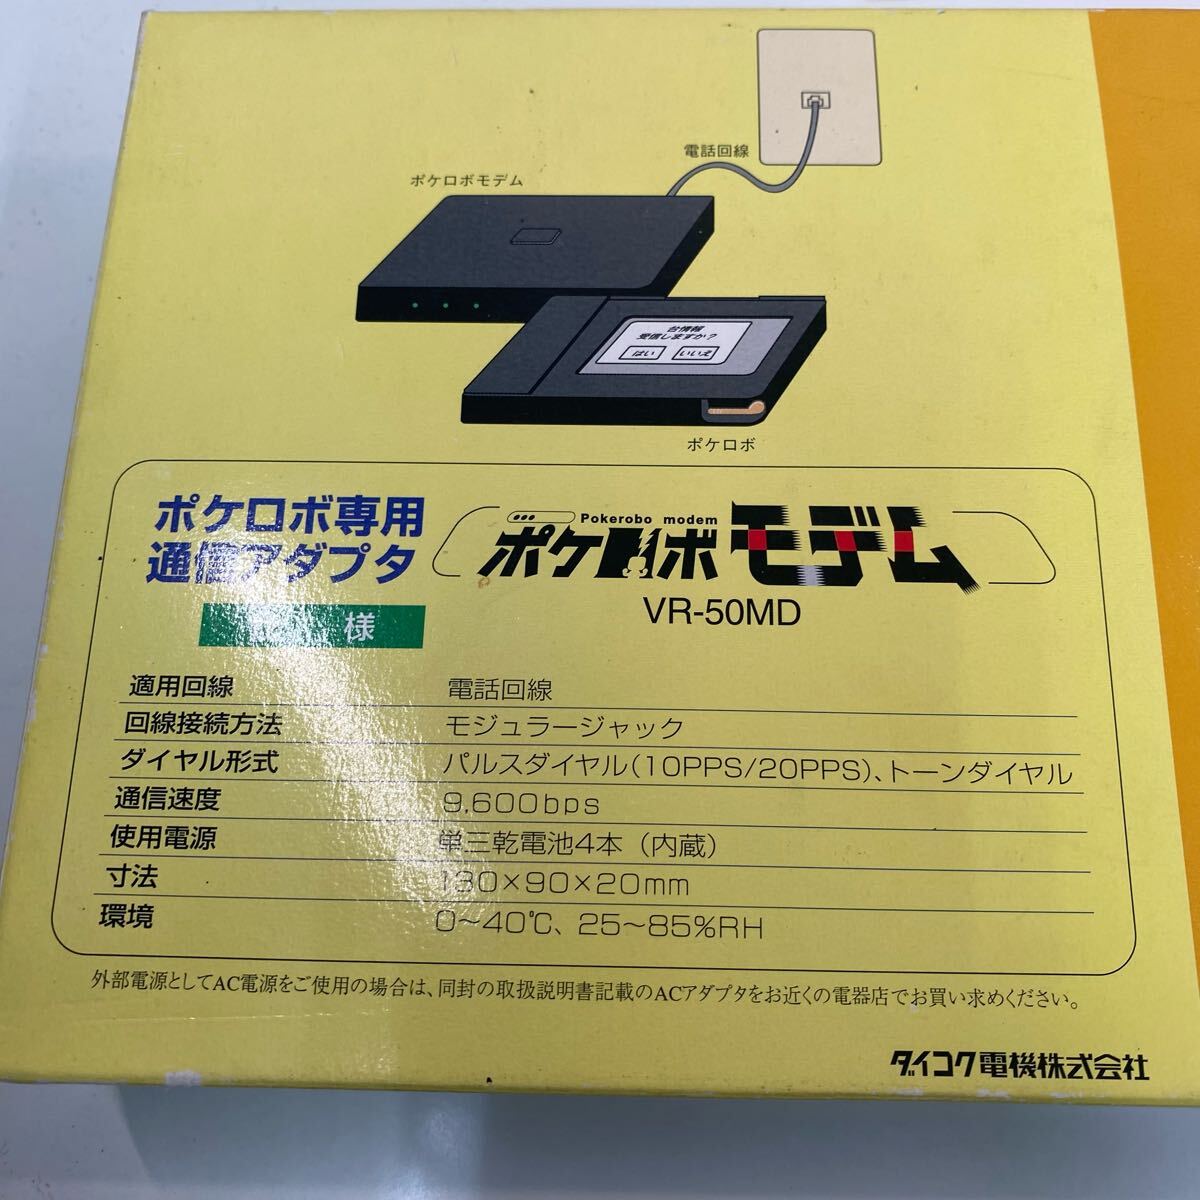 電話回線
ポケロボモデム
台情報
受信しますか?
はい いいえ
ポケロボ
ポケロボ専用
通信アダプタ
Pokerobo modem
ポケロボモデム
VR-50MD
仕様
適用回線 電話回線
回線接続方法 モジュラージャック
ダイヤル形式 パルスダイヤル(10PPS/20PPS)、トーンダイヤル
通信速度 9,600bps
使用電源 単三乾電池4本（内蔵）
寸法 130×90×20mm
環境 0～40℃、25～85%RH
外部電源としてAC電源をご使用の場合は、同封の取扱説明書記載のACアダプタをお近くの電器店でお買い求めください。
ダイコク電機株式会社